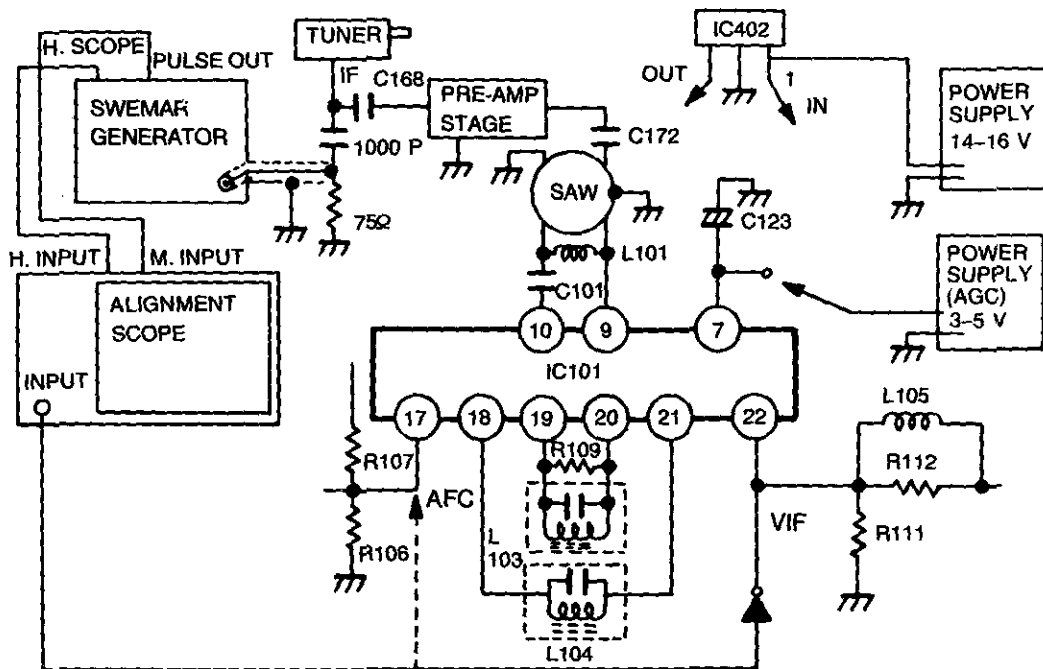 H. SCOPE
PULSE OUT
SWEMAR
GENERATOR
TUNER
IF
C168
1000 P
75Ω
PRE-AMP
STAGE
C172
SAW
L101
C101
IC402
OUT
1
IN
POWER
SUPPLY
14-16 V
C123
POWER
SUPPLY
(AGC)
3-5 V
H. INPUT
M. INPUT
ALIGNMENT
SCOPE
INPUT
10
9
7
IC101
17
18
19
20
21
22
R107
R106
AFC
R109
L
103
L104
VIF
L105
R112
R111